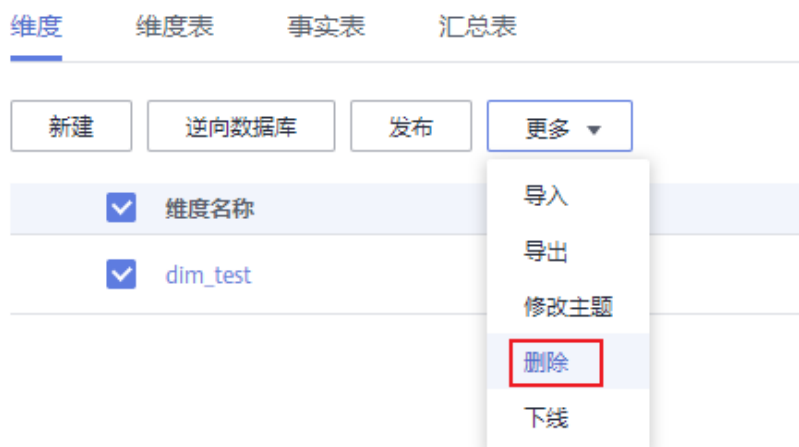 维度 维度表 事实表 汇总表
新建 逆向数据库 发布 更多
导入
维度名称
导出
dim_test
修改主题
删除
下线